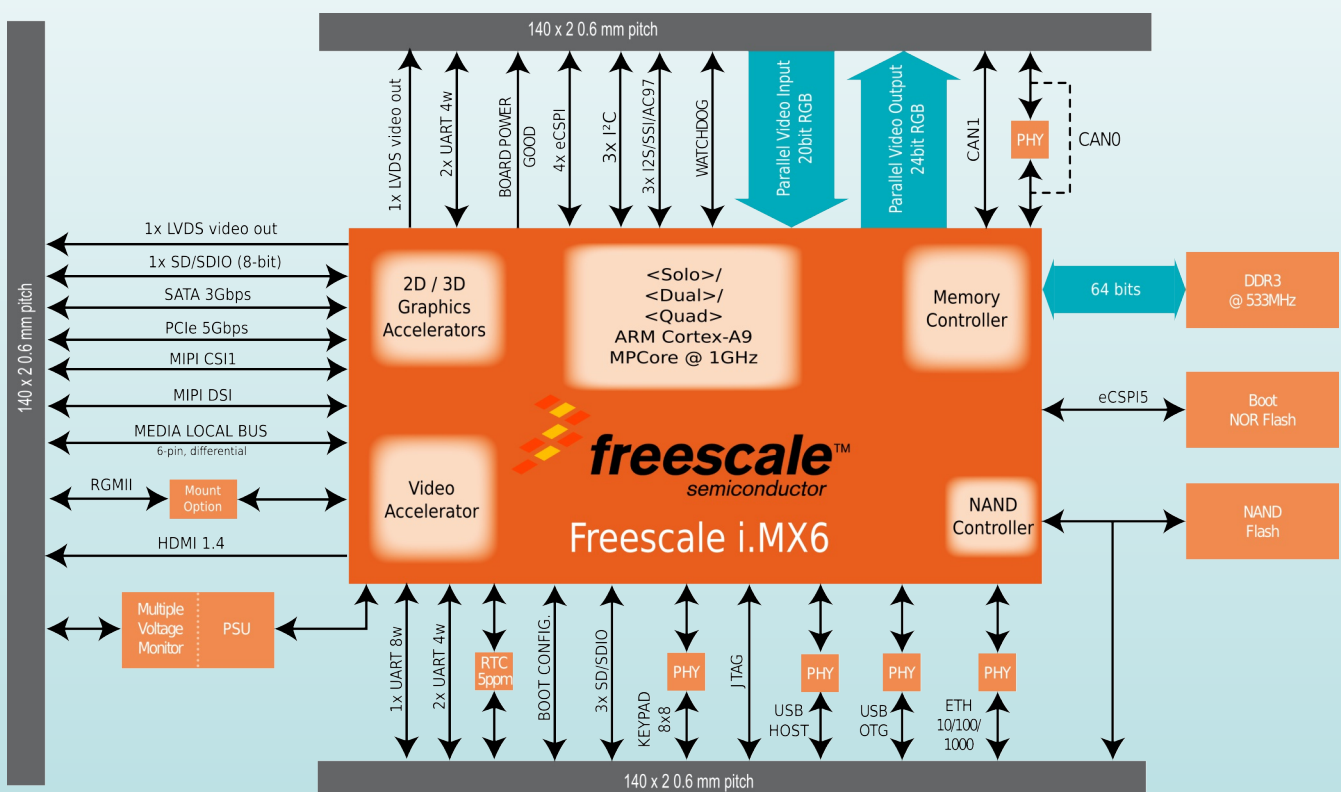 140 x 2 0.6 mm pitch
1x LVDS video out
2x UART 4w
BOARD POWER
GOOD
4x eCSPI
3x I²C
3x I2S/SSI/AC97
WATCHDOG
Parallel Video Input
20bit RGB
Parallel Video Output
24bit RGB
CAN1
PHY
CAN0
140 x 2 0.6 mm pitch
1x LVDS video out
1x SD/SDIO (8-bit)
SATA 3Gbps
PCIe 5Gbps
MIPI CSI1
MIPI DSI
MEDIA LOCAL BUS
6-pin, differential
RGMII
Mount
Option
HDMI 1.4
Multiple
Voltage
Monitor
PSU
2D / 3D
Graphics
Accelerators
<Solo>/
<Dual>/
<Quad>
ARM Cortex-A9
MPCore @ 1GHz
Memory
Controller
64 bits
DDR3
@ 533MHz
eCSPI5
Boot
NOR Flash
freescale™
semiconductor
Freescale i.MX6
Video
Accelerator
NAND
Controller
NAND
Flash
1x UART 8w
2x UART 4w
RTC
5ppm
BOOT CONFIG.
3x SD/SDIO
KEYPAD
8x8
PHY
JTAG
USB
HOST
PHY
USB
OTG
PHY
ETH
10/100/
1000
PHY
140 x 2 0.6 mm pitch